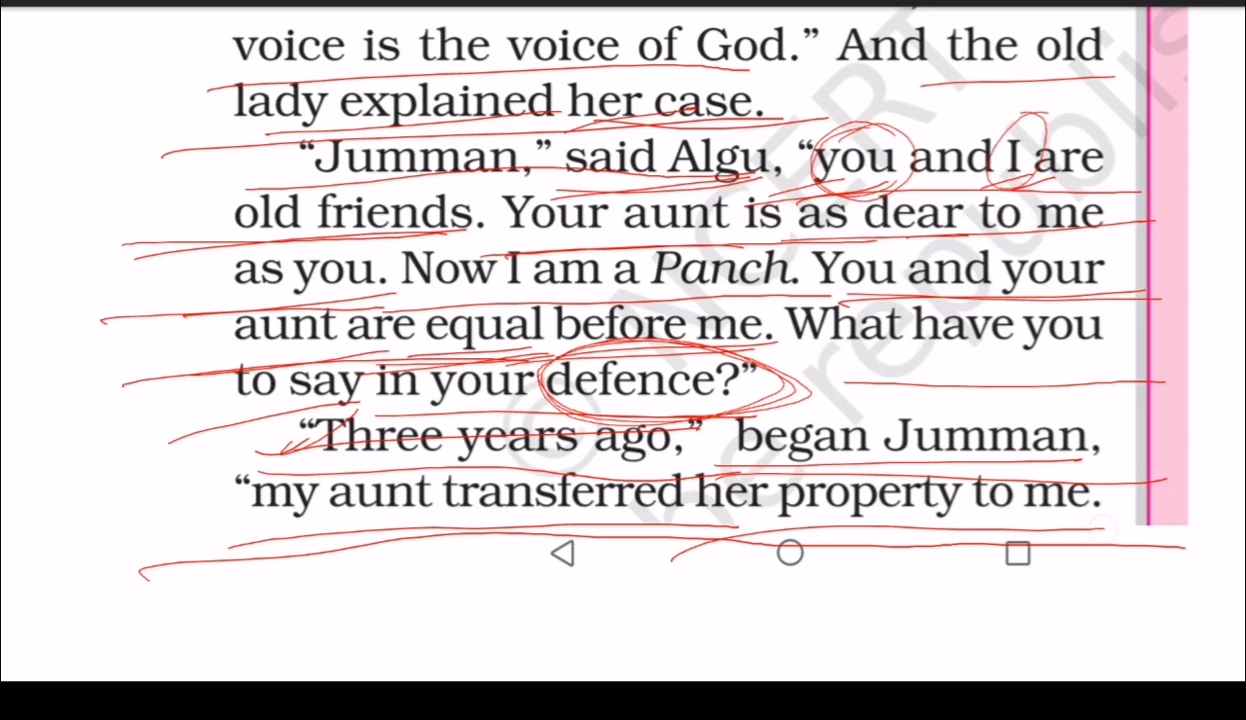 voice is the voice of God.” And the old
lady explained her case.
“Jumman,” said Algu, “you and I are
old friends. Your aunt is as dear to me
as you. Now I am a Panch. You and your
aunt are equal before me. What have you
to say in your defence?”
“Three years ago,” began Jumman,
“my aunt transferred her property to me.
© NCERT
be republis